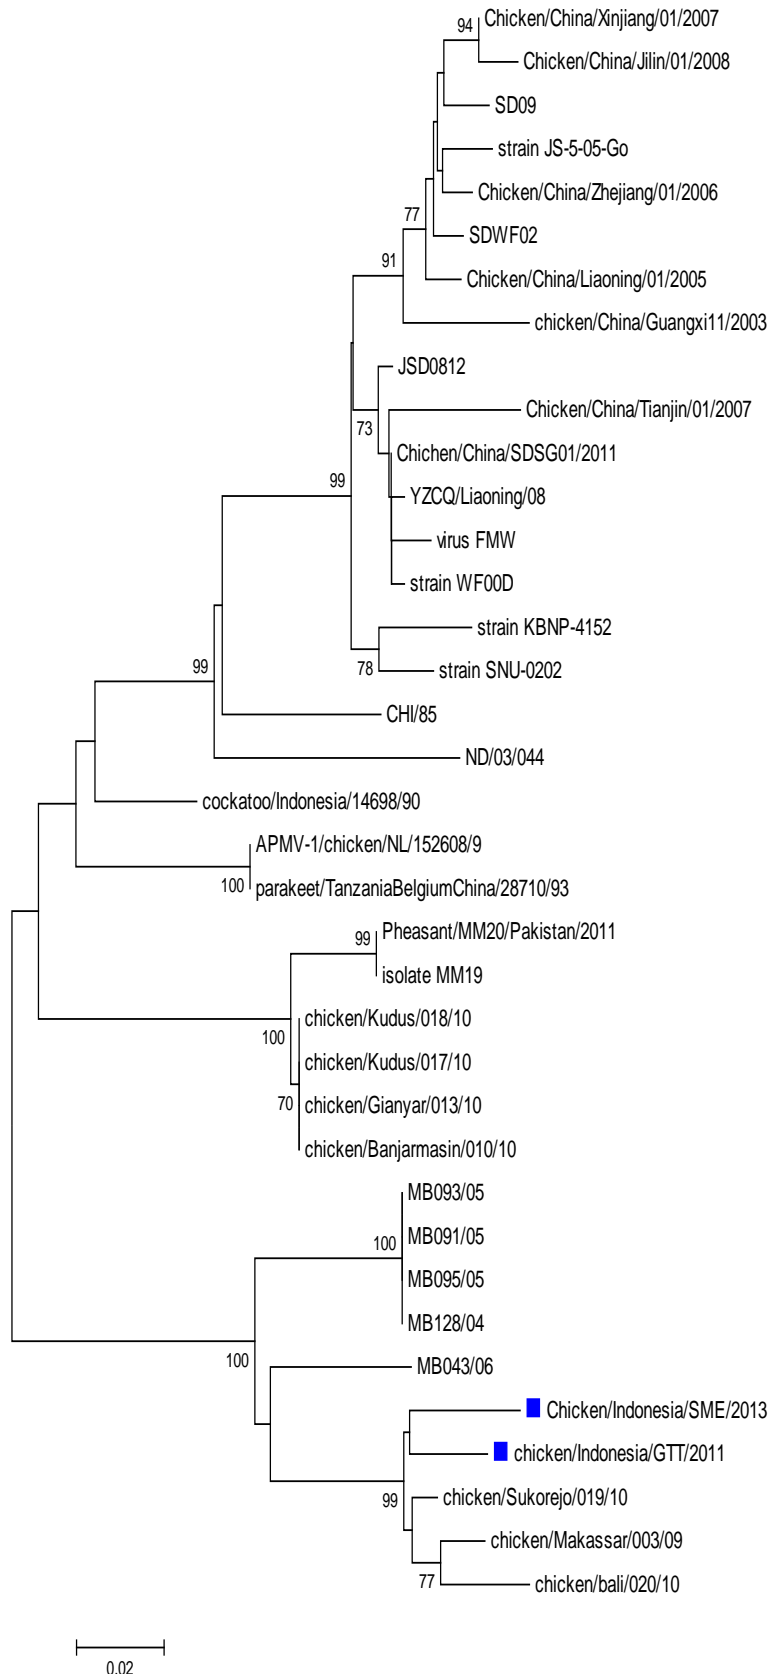 Chicken/China/Xinjiang/01/2007
94
Chicken/China/Jilin/01/2008
SD09
strain JS-5-05-Go
Chicken/China/Zhejiang/01/2006
77
SDWF02
91
Chicken/China/Liaoning/01/2005
chicken/China/Guangxi11/2003
JSD0812
Chicken/China/Tianjin/01/2007
73
Chichen/China/SDSG01/2011
99
YZCQ/Liaoning/08
virus FMW
strain WF00D
strain KBNP-4152
99
78
strain SNU-0202
CHI/85
ND/03/044
cockatoo/Indonesia/14698/90
APMV-1/chicken/NL/152608/9
100
parakeet/TanzaniaBelgiumChina/28710/93
Pheasant/MM20/Pakistan/2011
99
isolate MM19
chicken/Kudus/018/10
100
chicken/Kudus/017/10
70
chicken/Gianyar/013/10
chicken/Banjarmasin/010/10
MB093/05
MB091/05
100
MB095/05
MB128/04
100
MB043/06
Chicken/Indonesia/SME/2013
chicken/Indonesia/GTT/2011
99
chicken/Sukorejo/019/10
chicken/Makassar/003/09
77
chicken/bali/020/10
0.02